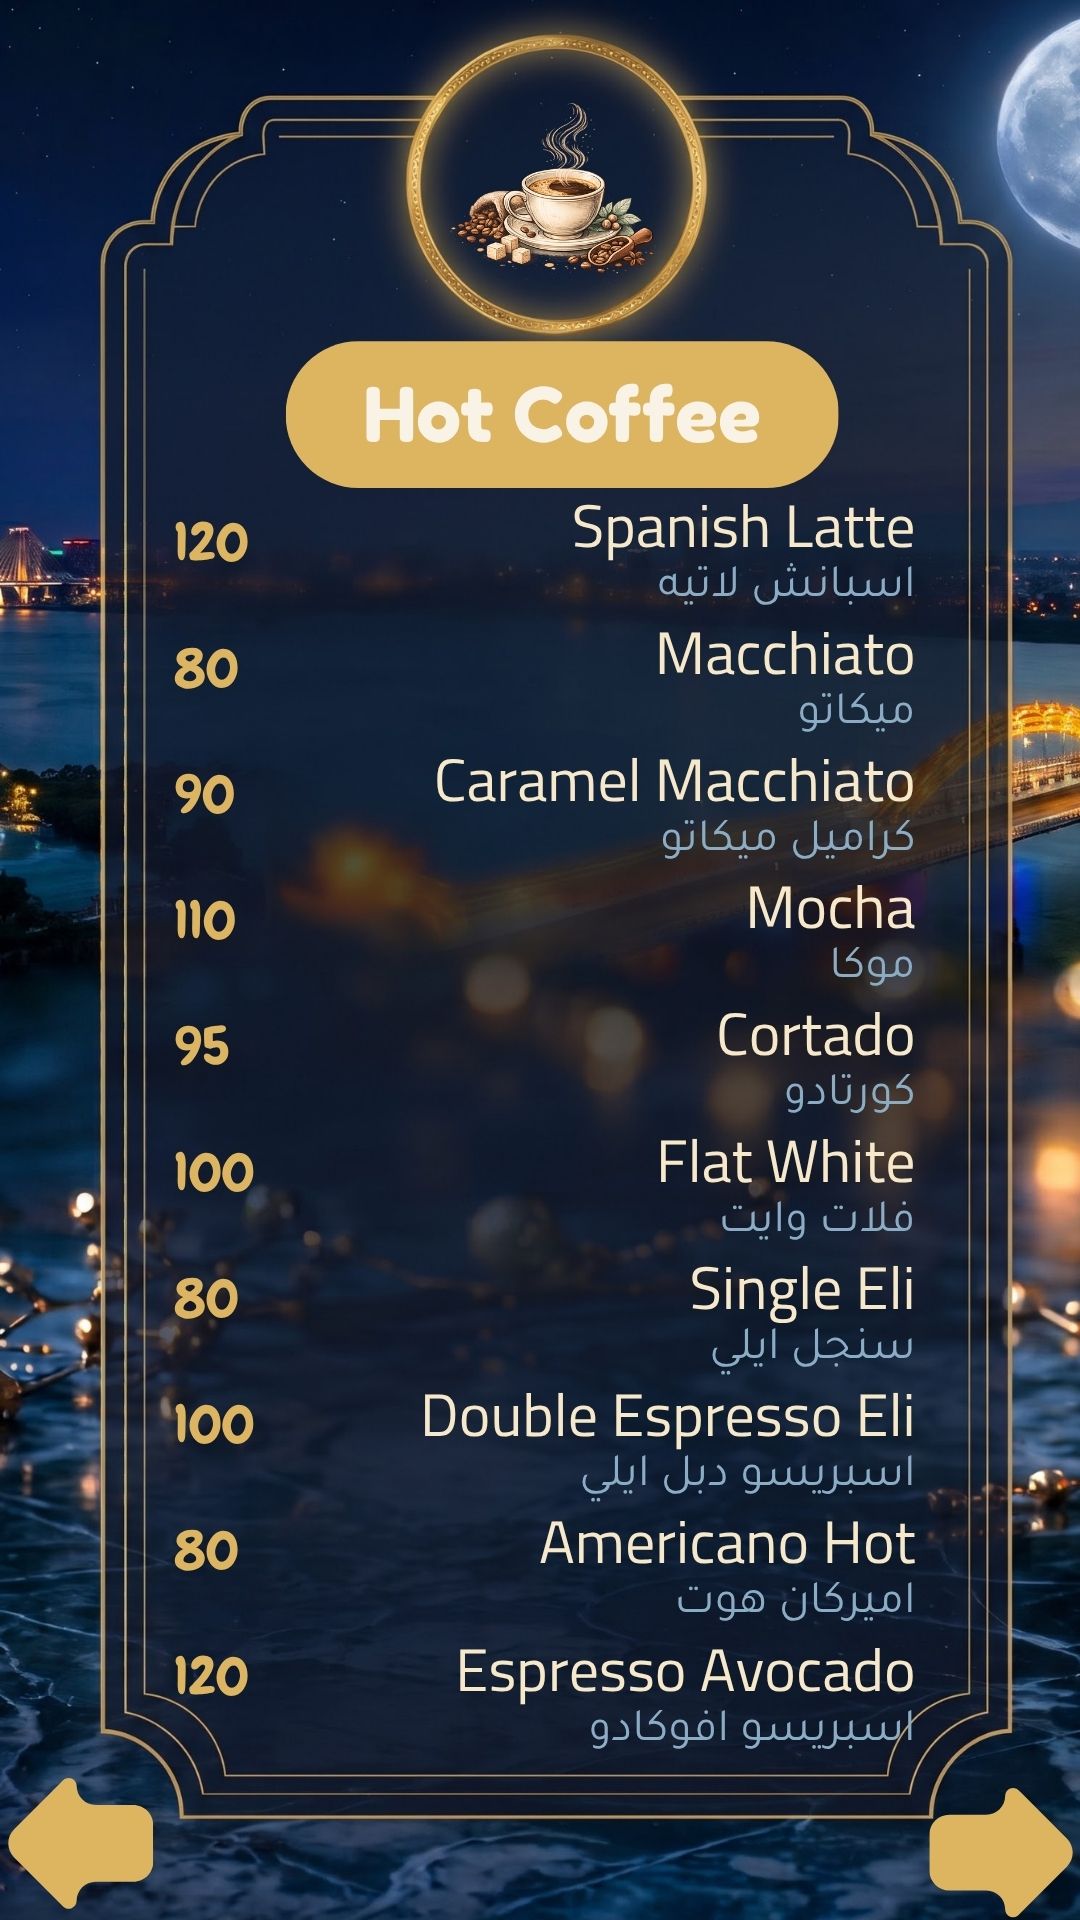 Hot Coffee
120 Spanish Latte
اسبانش لاتيه
80 Macchiato
ميكاتو
90 Caramel Macchiato
كراميل ميكاتو
110 Mocha
موكا
95 Cortado
كورتادو
100 Flat White
فلات وايت
80 Single Eli
سنجل ايلي
100 Double Espresso Eli
اسبريسو دبل ايلي
80 Americano Hot
اميركان هوت
120 Espresso Avocado
اسبريسو افوكادو